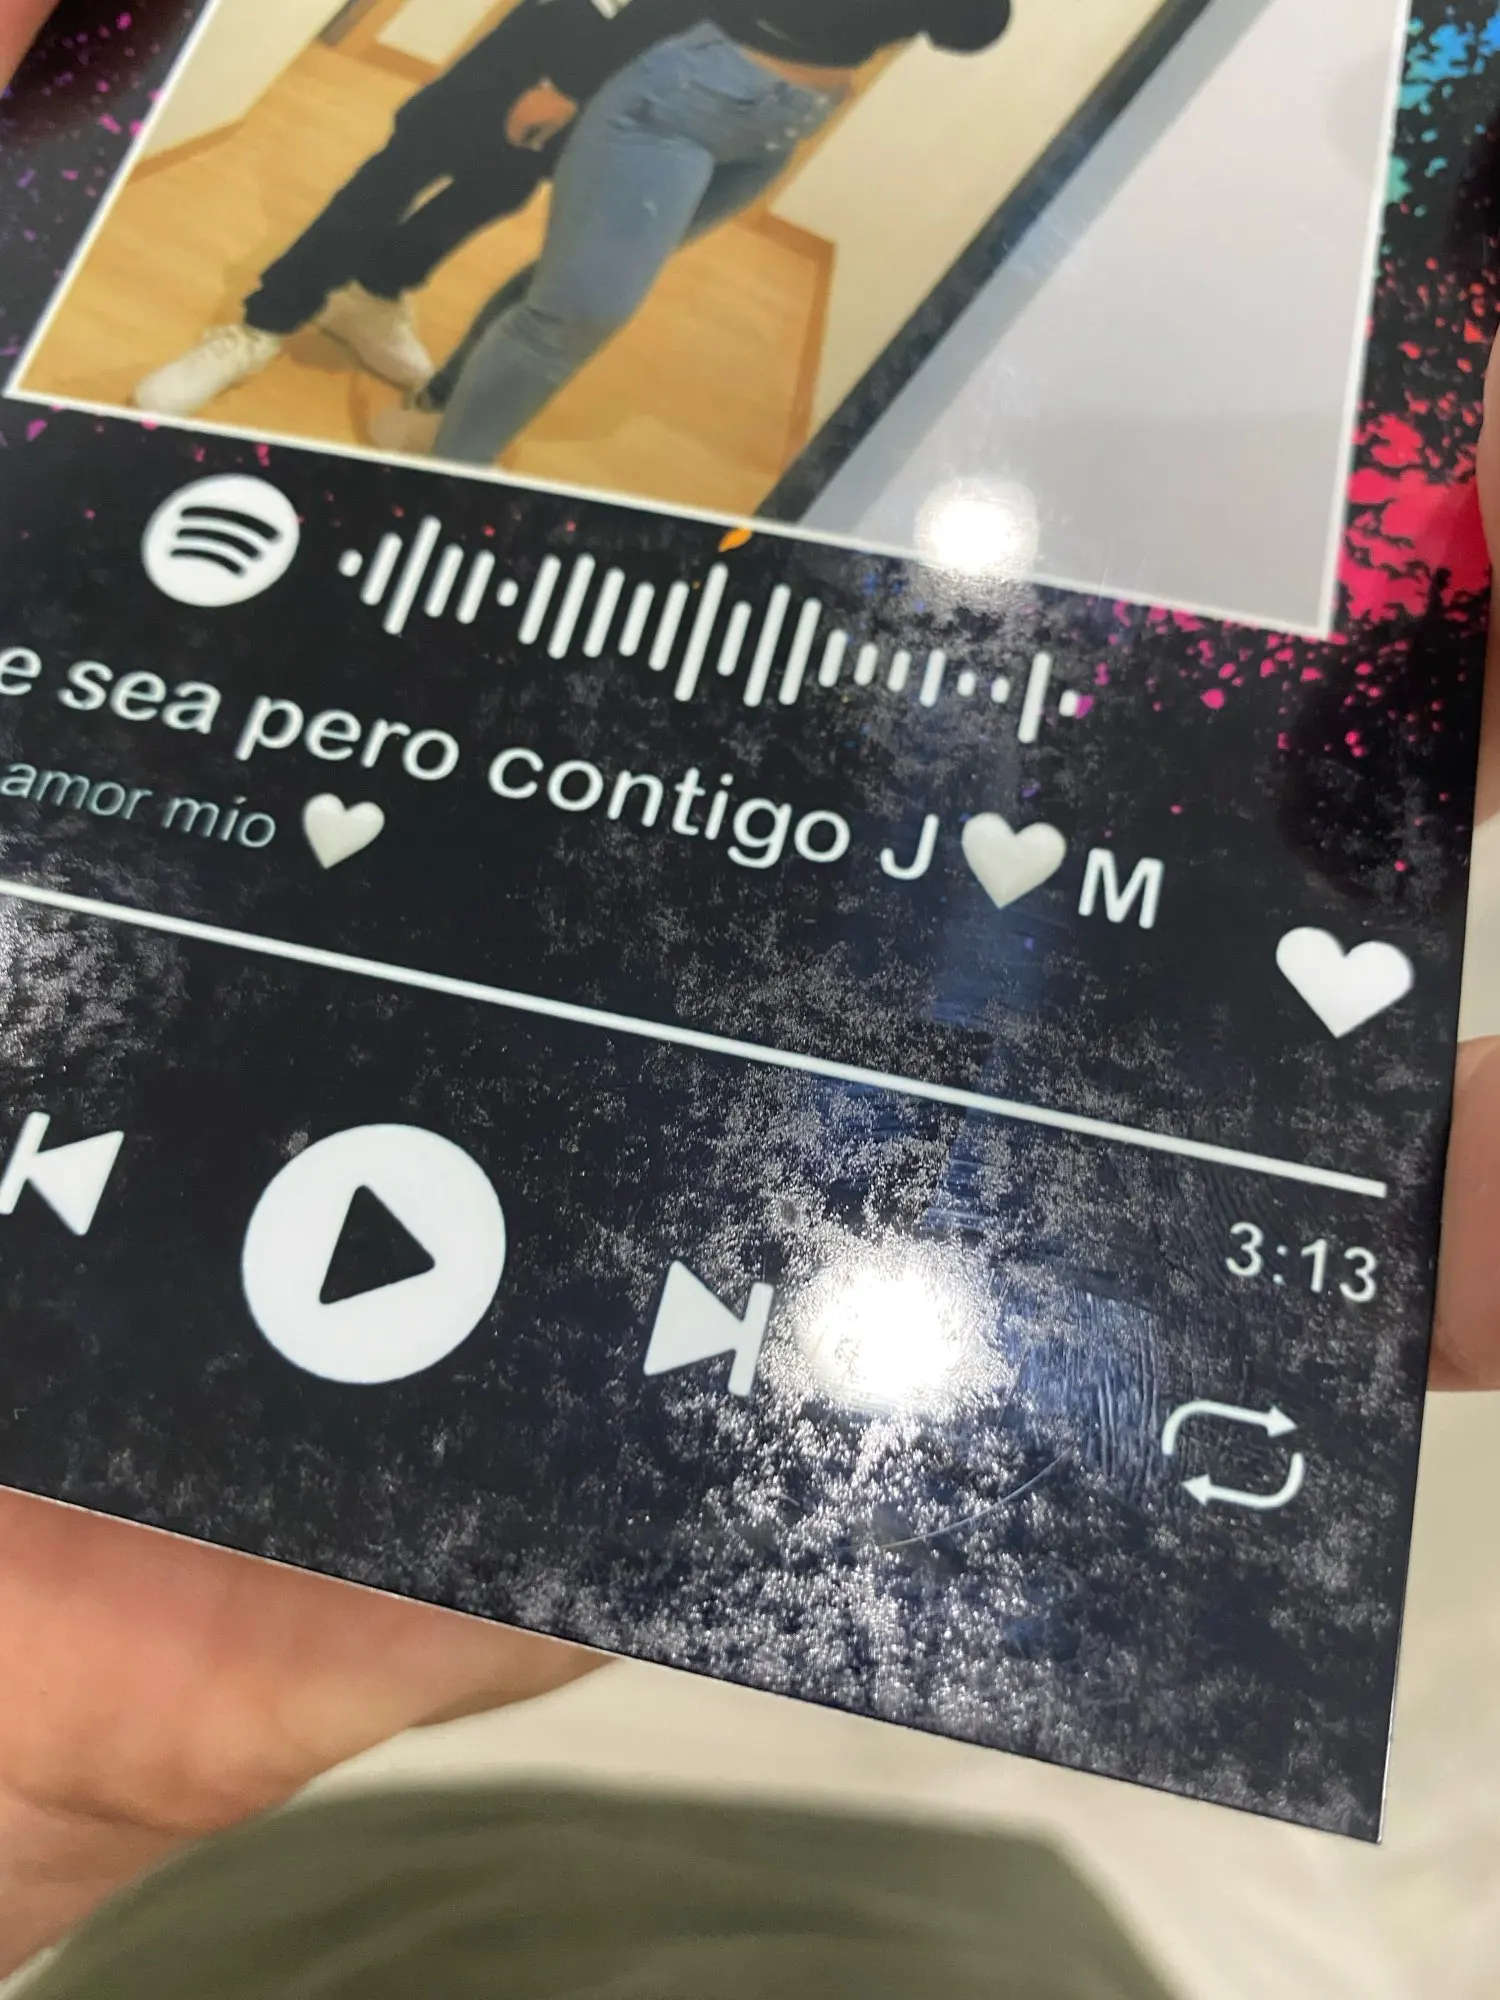 sea pero contigo J🤍M
amor mío 🤍
3:13